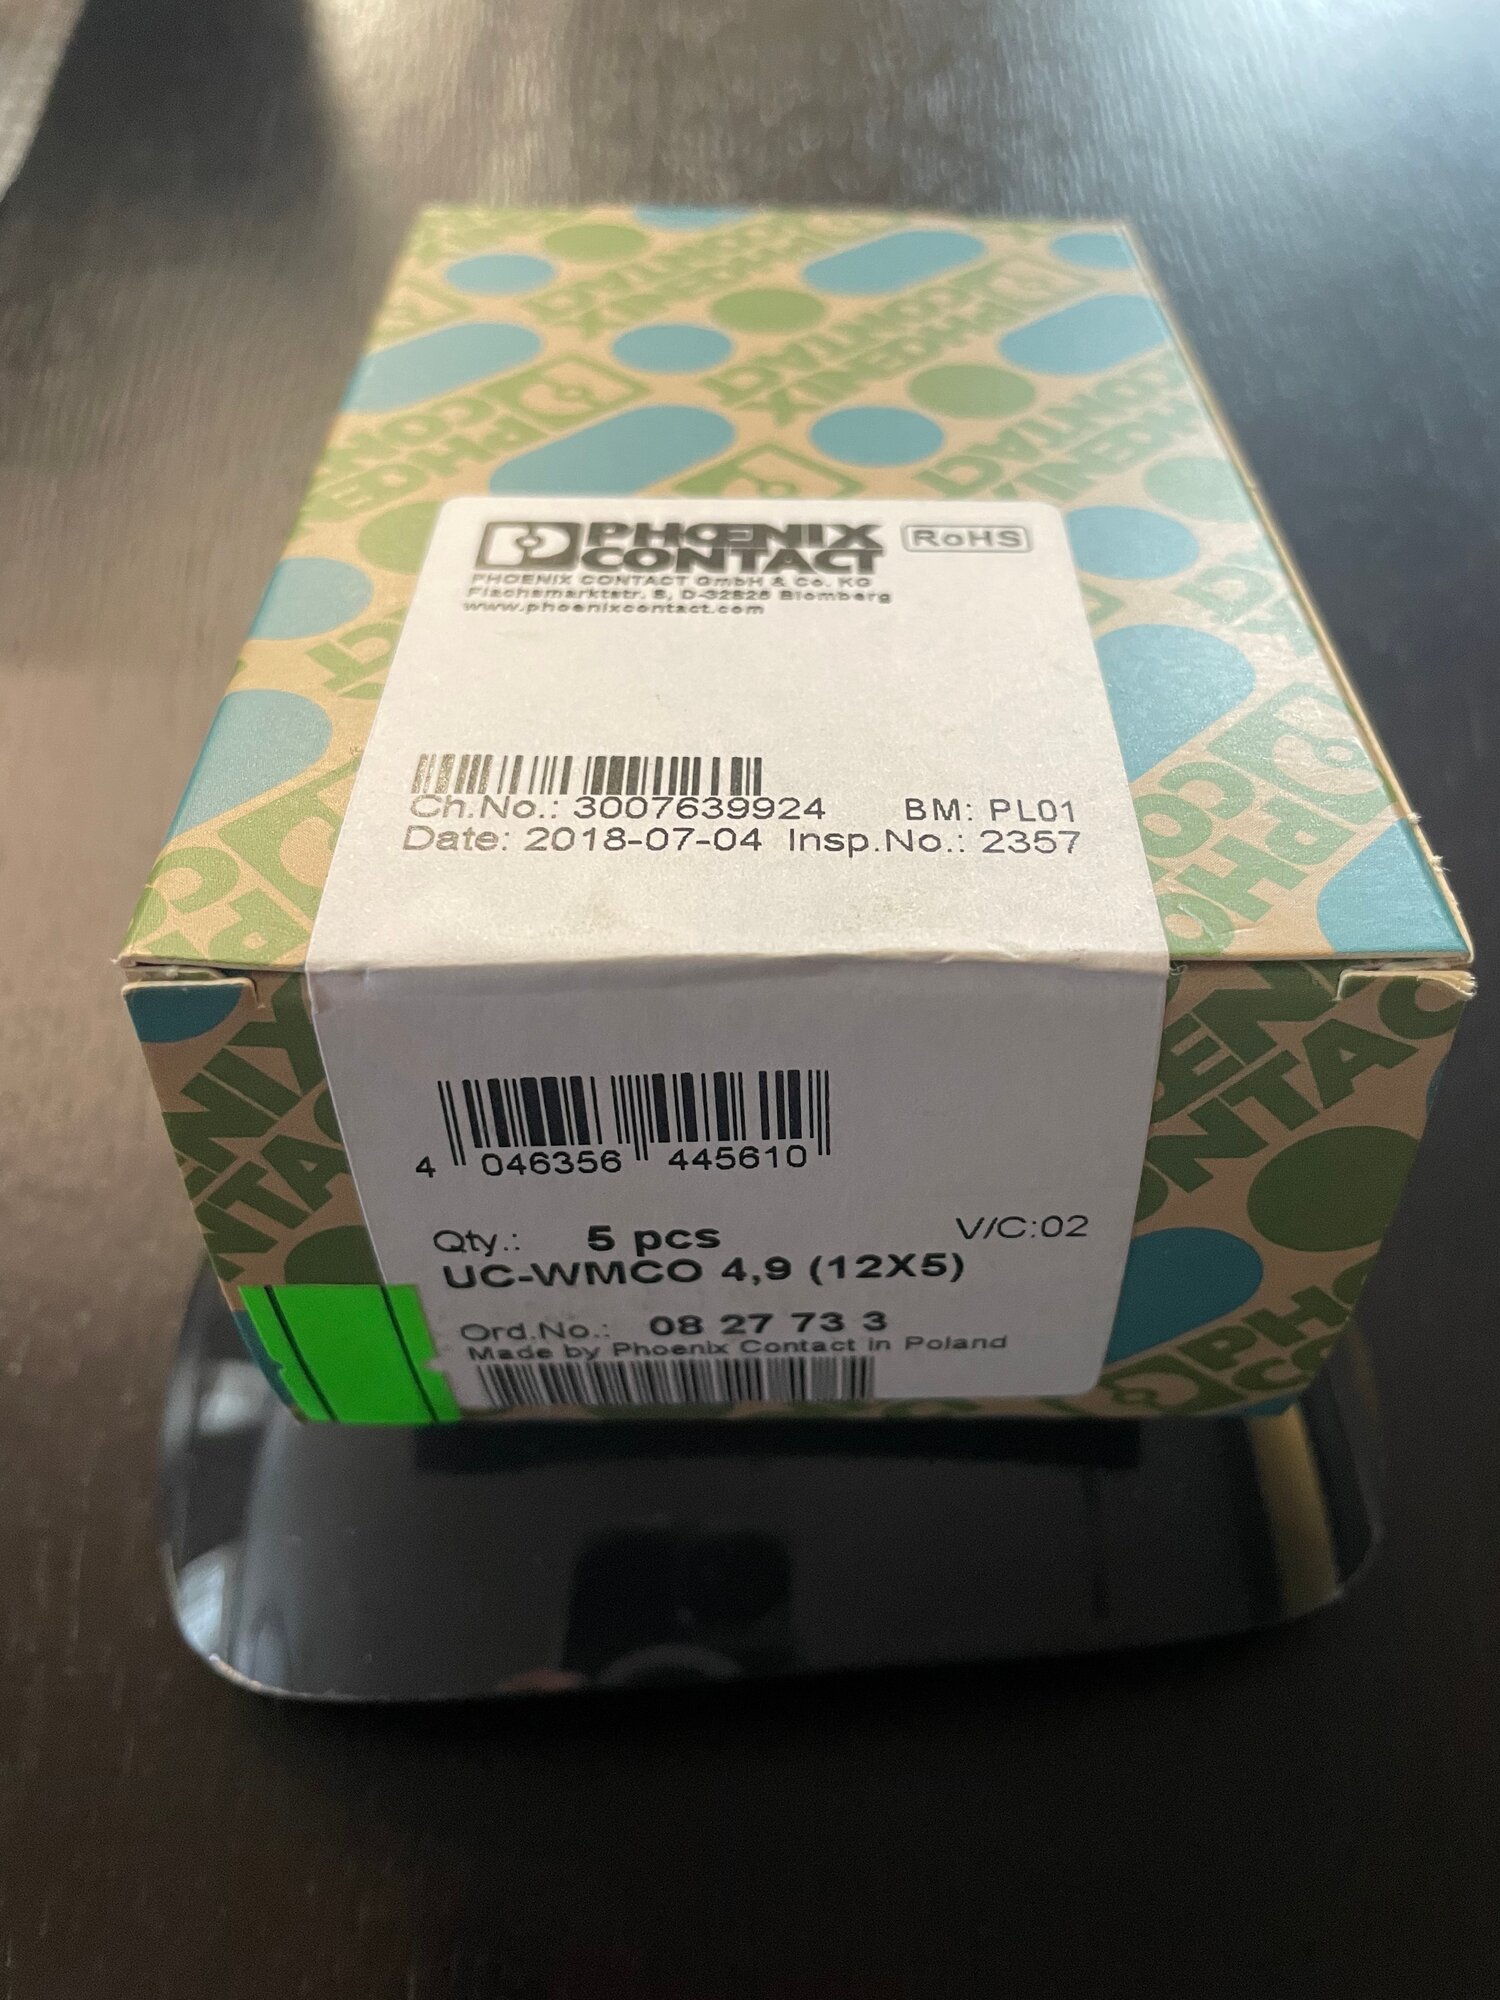 PHŒNIX
CONTACT
RoHS
PHOENIX CONTACT GmbH & Co. KG
Flachsmarktstr. 8, D-32825 Blomberg
www.phoenixcontact.com
Ch.No.: 3007639924 BM: PL01
Date: 2018-07-04 Insp.No.: 2357
4 046356 445610
Qty.: 5 pcs V/C:02
UC-WMCO 4,9 (12X5)
Ord.No.: 08 27 73 3
Made by Phoenix Contact in Poland